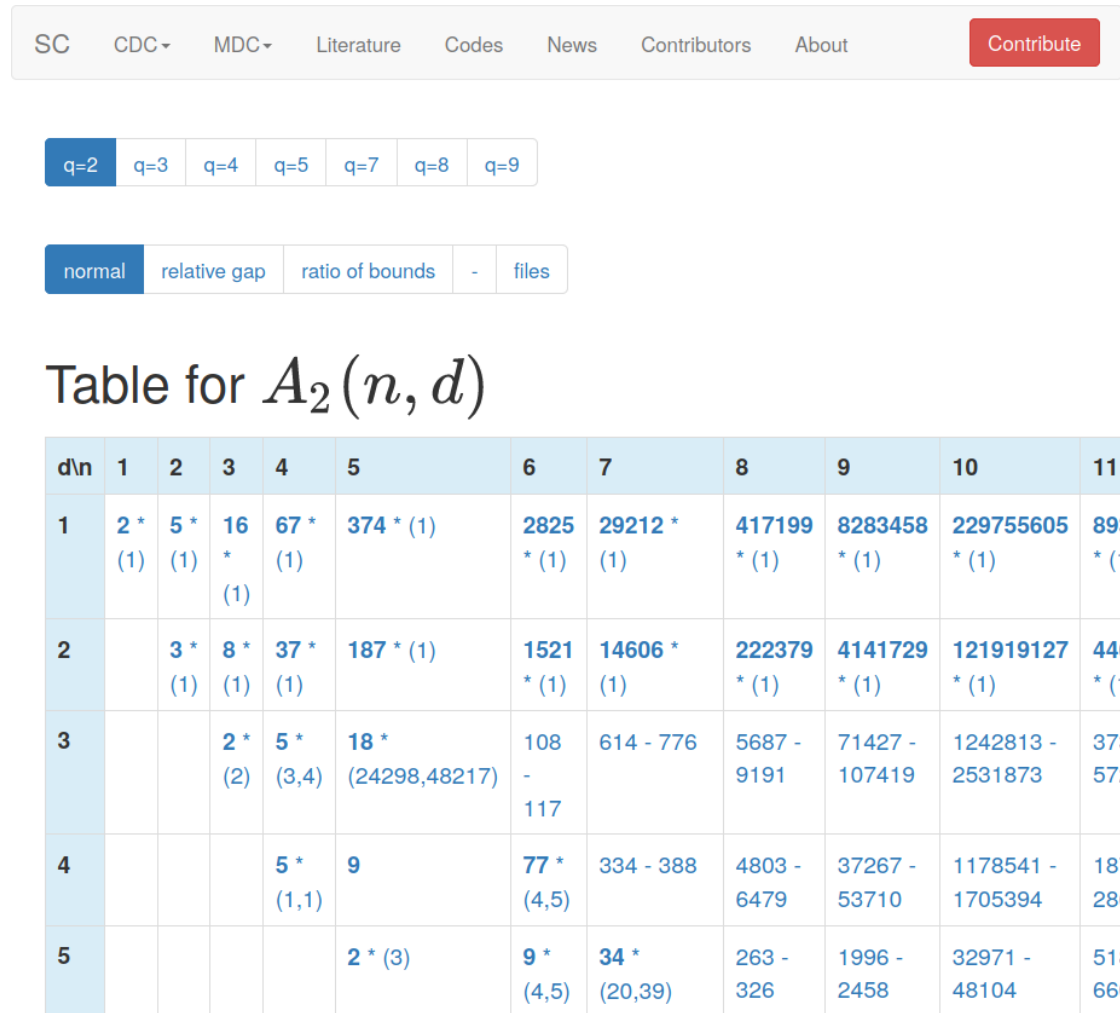 SC CDC MDC Literature Codes News Contributors About Contribute
q=2 q=3 q=4 q=5 q=7 q=8 q=9
normal relative gap ratio of bounds - files
Table for A₂(n, d)
d\n 1 2 3 4 5 6 7 8 9 10 11
1 2 * 5 * 16 67 * 374 * (1) 2825 29212 * 417199 8283458 229755605
(1) (1) * (1) * (1) (1) * (1) * (1) * (1)
(1)
2 3 * 8 * 37 * 187 * (1) 1521 14606 * 222379 4141729 121919127
(1) (1) (1) * (1) (1) * (1) * (1) * (1)
3 2 * 5 * 18 * 108 614 - 776 5687 - 71427 - 1242813 -
(2) (3,4) (24298,48217) - 9191 107419 2531873
117
4 5 * 9 77 * 334 - 388 4803 - 37267 - 1178541 -
(1,1) (4,5) 6479 53710 1705394
5 2 * (3) 9 * 34 * 263 - 1996 - 32971 -
(4,5) (20,39) 326 2458 48104